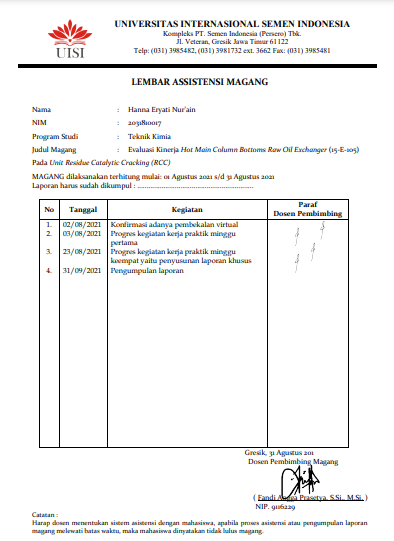 UISI
UNIVERSITAS INTERNASIONAL SEMEN INDONESIA
Kompleks PT. Semen Indonesia (Persero) Tbk.
Jl. Veteran, Gresik Jawa Timur 61122
Telp: (031) 3985482, (031) 3981732 ext. 3662 Fax: (031) 3985481
LEMBAR ASSISTENSI MAGANG
Nama : Hanna Eryati Nur'ain
NIM : 2031810017
Program Studi : Teknik Kimia
Judul Magang : Evaluasi Kinerja Hot Main Column Bottoms Raw Oil Exchanger (15-E-105)
Pada Unit Residue Catalytic Cracking (RCC)
MAGANG dilaksanakan terhitung mulai: 01 Agustus 2021 s/d 31 Agustus 2021
Laporan harus sudah dikumpul : ............................................................
No Tanggal Kegiatan Paraf
Dosen Pembimbing
1. 02/08/2021 Konfirmasi adanya pembekalan virtual
2. 03/08/2021 Progres kegiatan kerja praktik minggu
pertama
3. 23/08/2021 Progres kegiatan kerja praktik minggu
keempat yaitu penyusunan laporan khusus
4. 31/09/2021 Pengumpulan laporan
Gresik, 31 Agustus 201
Dosen Pembimbing Magang
( Fandi Angga Prasetya, S.Si., M.Si. )
NIP. 9116229
Catatan :
Harap dosen menentukan sistem asistensi dengan mahasiswa, apabila proses asistensi atau pengumpulan laporan
magang melewati batas waktu, maka mahasiswa dinyatakan tidak lulus magang.